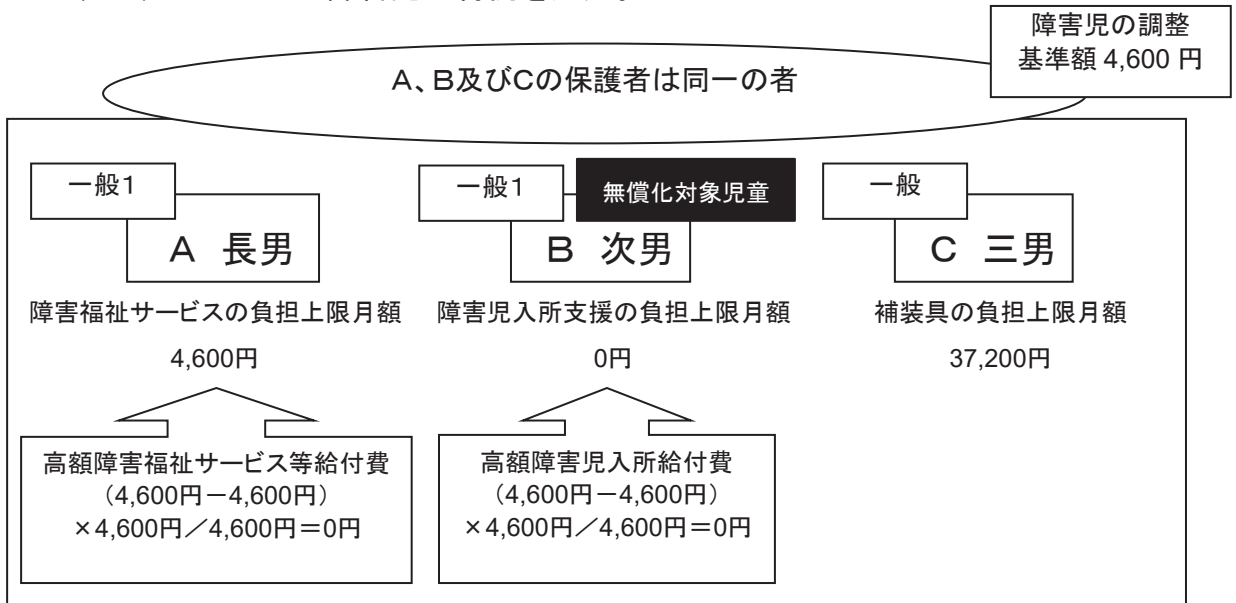 障害児の調整
基準額 4,600 円
A、B及びCの保護者は同一の者
一般1
A 長男
障害福祉サービスの負担上限月額
4,600円
高額障害福祉サービス等給付費
（4,600円－4,600円）
×4,600円／4,600円＝0円
一般1
無償化対象児童
B 次男
障害児入所支援の負担上限月額
0円
高額障害児入所給付費
（4,600円－4,600円）
×4,600円／4,600円＝0円
一般
C 三男
補装具の負担上限月額
37,200円